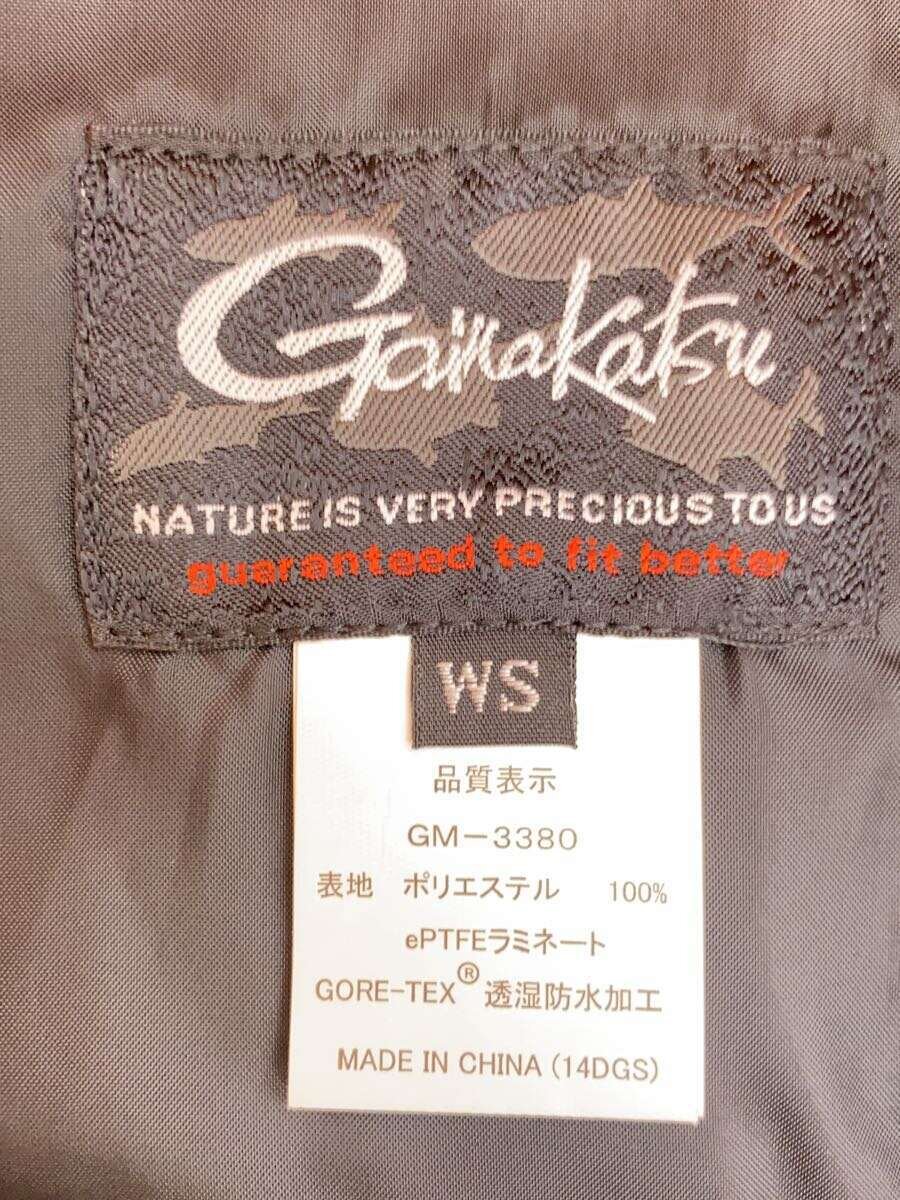 Gamakatsu
NATURE IS VERY PRECIOUS TO US
guaranteed to fit better
WS
品質表示
GM－3380
表地 ポリエステル 100%
ePTFEラミネート
GORE-TEX® 透湿防水加工
MADE IN CHINA (14DGS)